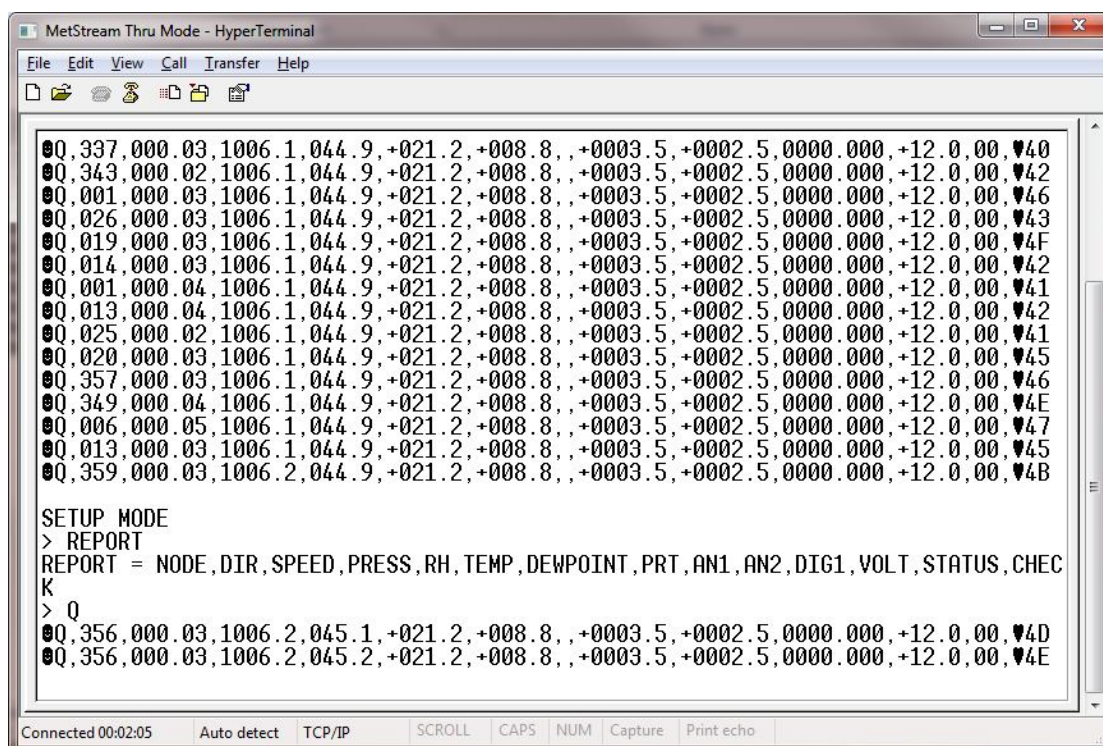 MetStream Thru Mode - HyperTerminal
File Edit View Call Transfer Help
☻Q,337,000.03,1006.1,044.9,+021.2,+008.8,,+0003.5,+0002.5,0000.000,+12.0,00,♥40
☻Q,343,000.02,1006.1,044.9,+021.2,+008.8,,+0003.5,+0002.5,0000.000,+12.0,00,♥42
☻Q,001,000.03,1006.1,044.9,+021.2,+008.8,,+0003.5,+0002.5,0000.000,+12.0,00,♥46
☻Q,026,000.03,1006.1,044.9,+021.2,+008.8,,+0003.5,+0002.5,0000.000,+12.0,00,♥43
☻Q,019,000.03,1006.1,044.9,+021.2,+008.8,,+0003.5,+0002.5,0000.000,+12.0,00,♥4F
☻Q,014,000.03,1006.1,044.9,+021.2,+008.8,,+0003.5,+0002.5,0000.000,+12.0,00,♥42
☻Q,001,000.04,1006.1,044.9,+021.2,+008.8,,+0003.5,+0002.5,0000.000,+12.0,00,♥41
☻Q,013,000.04,1006.1,044.9,+021.2,+008.8,,+0003.5,+0002.5,0000.000,+12.0,00,♥42
☻Q,025,000.02,1006.1,044.9,+021.2,+008.8,,+0003.5,+0002.5,0000.000,+12.0,00,♥41
☻Q,020,000.03,1006.1,044.9,+021.2,+008.8,,+0003.5,+0002.5,0000.000,+12.0,00,♥45
☻Q,357,000.03,1006.1,044.9,+021.2,+008.8,,+0003.5,+0002.5,0000.000,+12.0,00,♥46
☻Q,349,000.04,1006.1,044.9,+021.2,+008.8,,+0003.5,+0002.5,0000.000,+12.0,00,♥4E
☻Q,006,000.05,1006.1,044.9,+021.2,+008.8,,+0003.5,+0002.5,0000.000,+12.0,00,♥47
☻Q,013,000.03,1006.1,044.9,+021.2,+008.8,,+0003.5,+0002.5,0000.000,+12.0,00,♥45
☻Q,359,000.03,1006.2,044.9,+021.2,+008.8,,+0003.5,+0002.5,0000.000,+12.0,00,♥4B
SETUP MODE
> REPORT
REPORT = NODE,DIR,SPEED,PRESS,RH,TEMP,DEWPOINT,PRT,AN1,AN2,DIG1,VOLT,STATUS,CHEC
K
> Q
☻Q,356,000.03,1006.2,045.1,+021.2,+008.8,,+0003.5,+0002.5,0000.000,+12.0,00,♥4D
☻Q,356,000.03,1006.2,045.2,+021.2,+008.8,,+0003.5,+0002.5,0000.000,+12.0,00,♥4E
Connected 00:02:05 Auto detect TCP/IP SCROLL CAPS NUM Capture Print echo